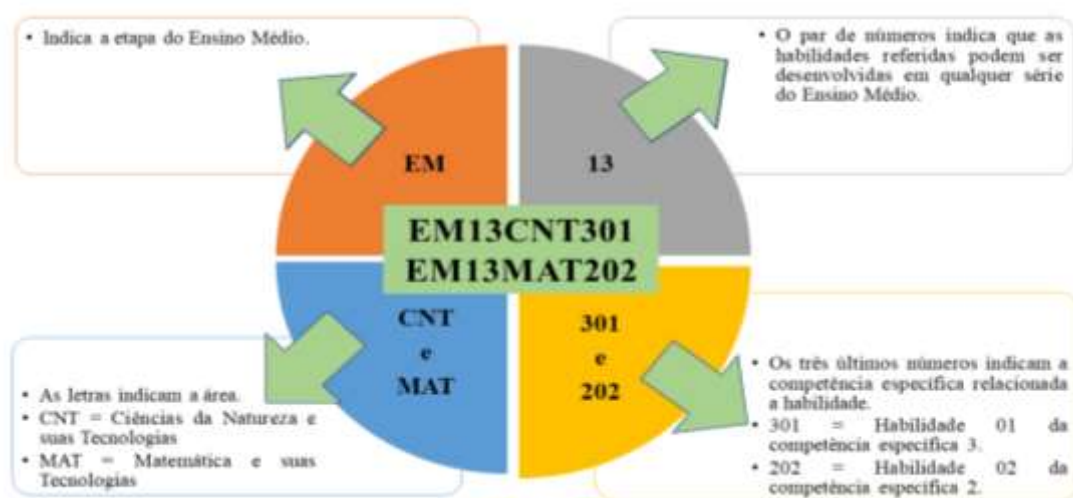 • Indica a etapa do Ensino Médio.
• O par de números indica que as
habilidades referidas podem ser
desenvolvidas em qualquer série
do Ensino Médio.
EM
13
EM13CNT301
EM13MAT202
CNT
e
MAT
301
e
202
• As letras indicam a área.
• CNT = Ciências da Natureza e
suas Tecnologias
• MAT = Matemática e suas
Tecnologias
• Os três últimos números indicam a
competência específica relacionada
a habilidade.
• 301 = Habilidade 01 da
competência específica 3.
• 202 = Habilidade 02 da
competência específica 2.